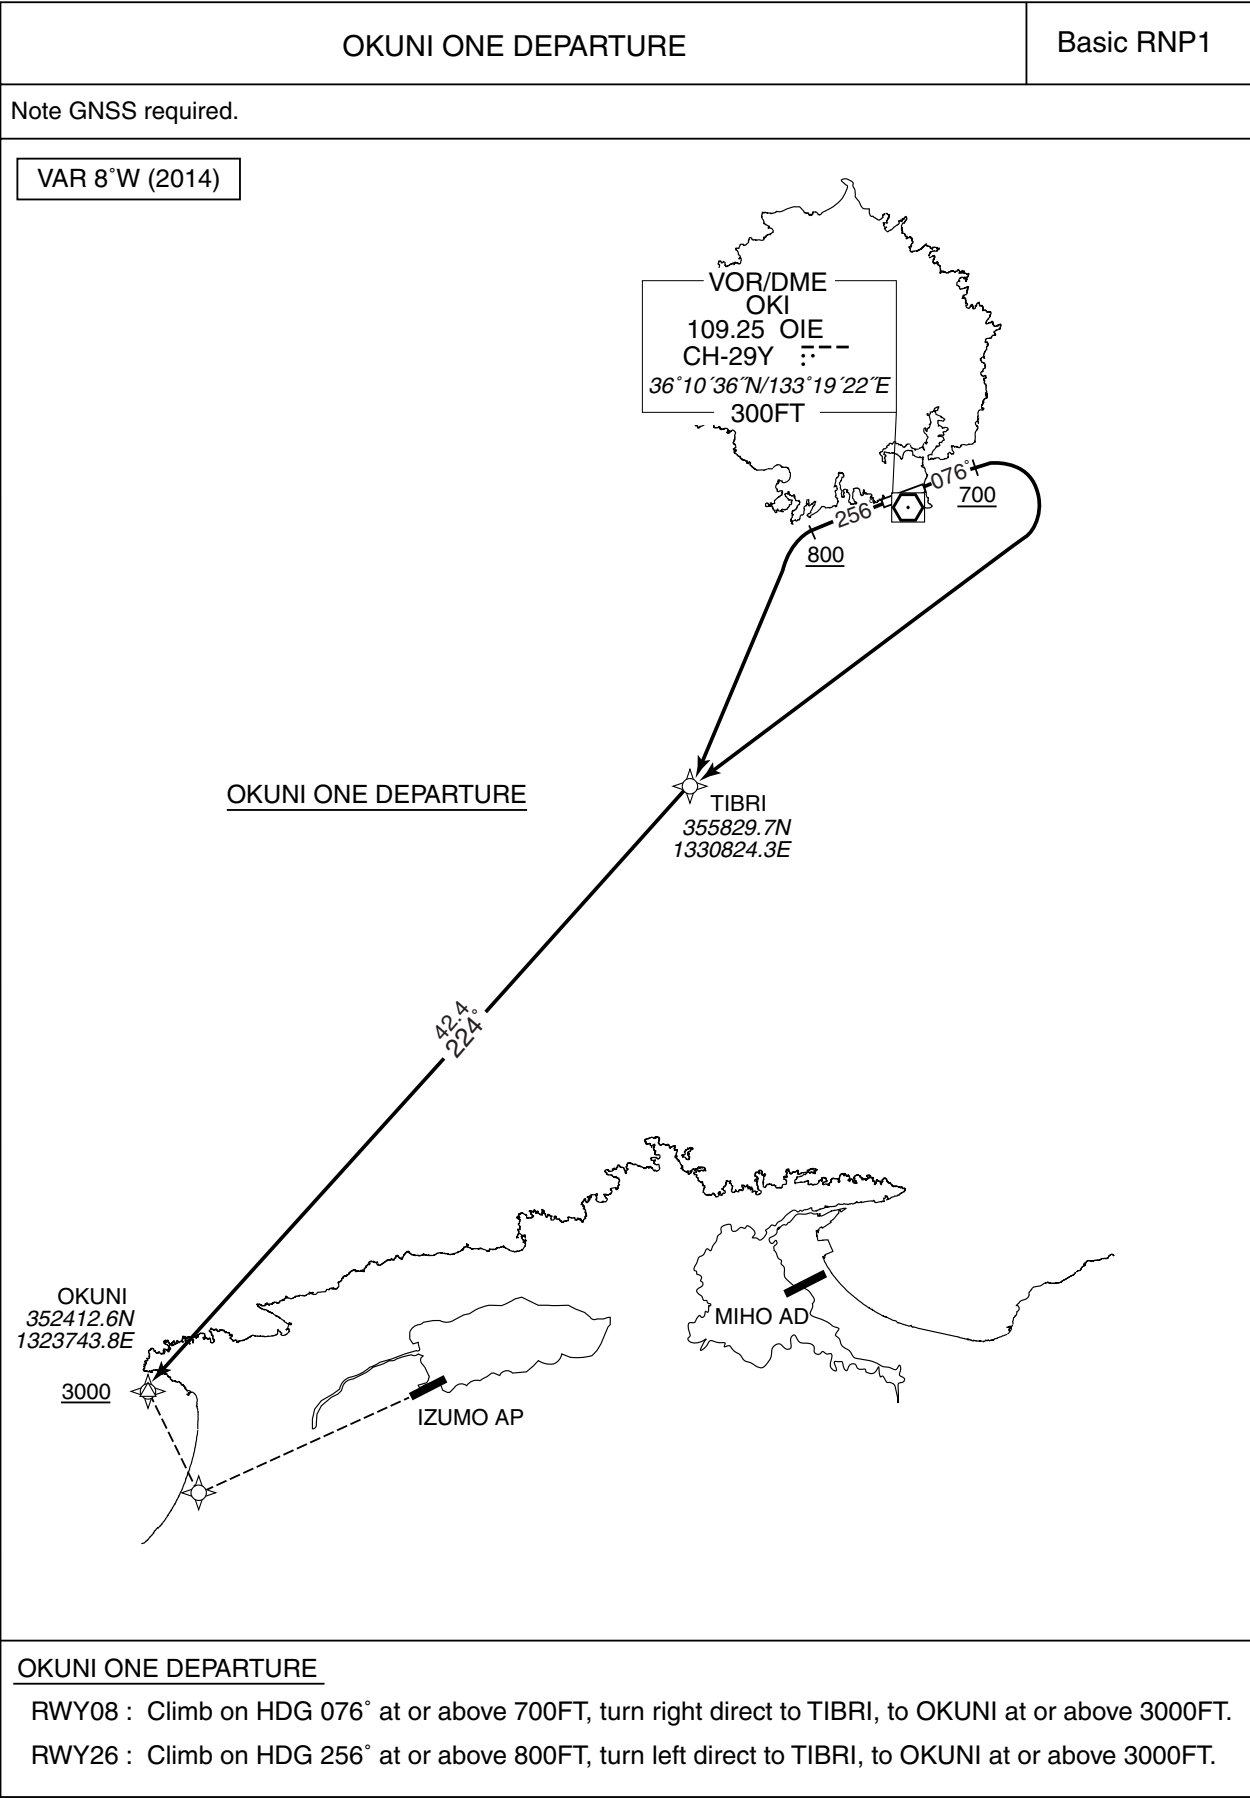 OKUNI ONE DEPARTURE
Basic RNP1
Note GNSS required.
VAR 8˚W (2014)
VOR/DME
OKI
109.25 OIE
CH-29Y
36˚10´36˝N/133˚19´22˝E
300FT
076˚
700
256˚
800
OKUNI ONE DEPARTURE
TIBRI
355829.7N
1330824.3E
42.4
224˚
OKUNI
352412.6N
1323743.8E
3000
MIHO AD
IZUMO AP
OKUNI ONE DEPARTURE
RWY08 : Climb on HDG 076˚ at or above 700FT, turn right direct to TIBRI, to OKUNI at or above 3000FT.
RWY26 : Climb on HDG 256˚ at or above 800FT, turn left direct to TIBRI, to OKUNI at or above 3000FT.